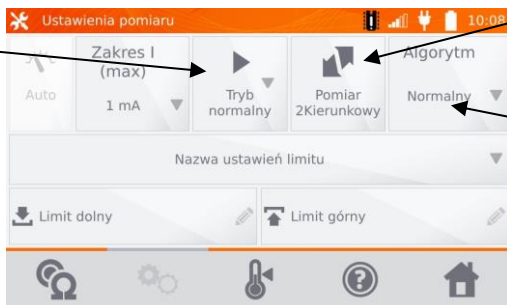 Ustawienia pomiaru
10:08
Auto
Zakres I
(max)
1 mA
Tryb
normalny
Pomiar
2Kierunkowy
Algorytm
Normalny
Nazwa ustawień limitu
Limit dolny
Limit górny